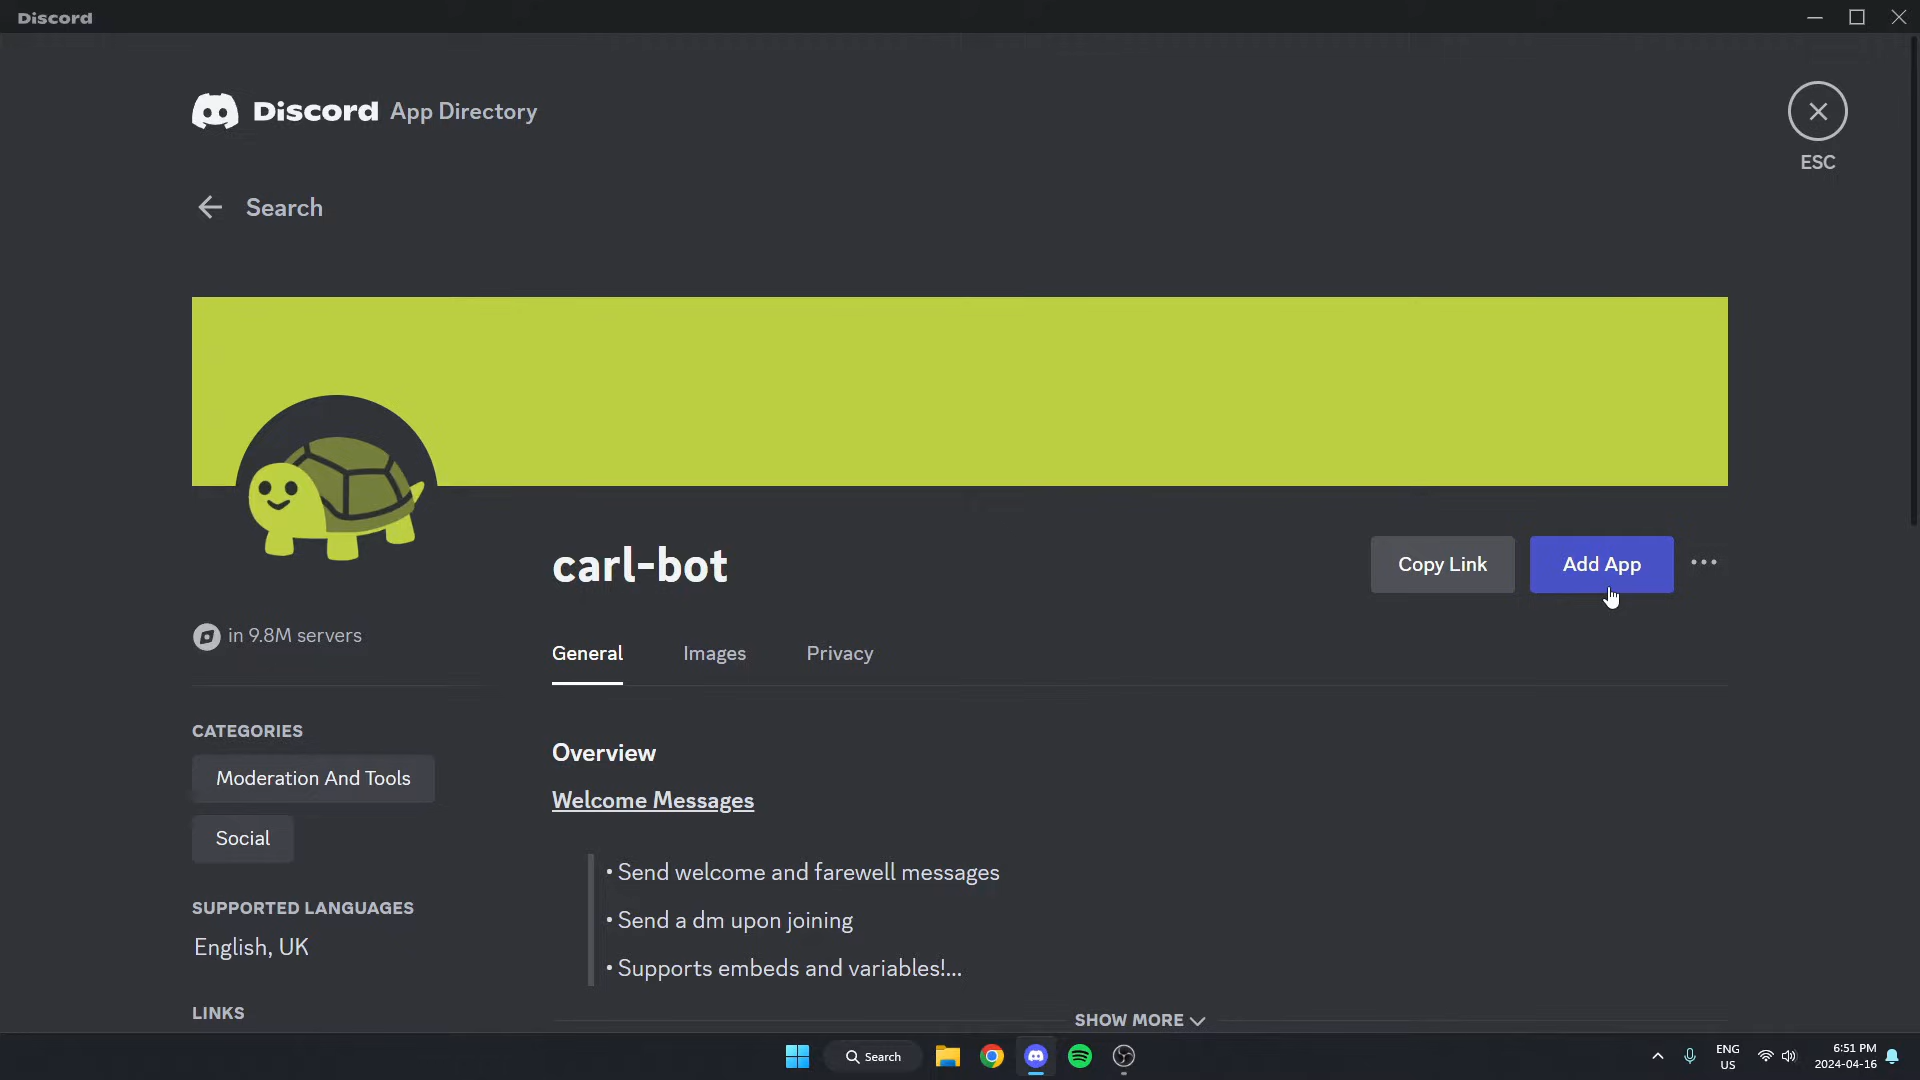 Discord
Discord App Directory
ESC
Search
carl-bot
Copy Link
Add App
in 9.8M servers
General
Images
Privacy
CATEGORIES
Moderation And Tools
Social
SUPPORTED LANGUAGES
English, UK
LINKS
Overview
Welcome Messages
• Send welcome and farewell messages
• Send a dm upon joining
• Supports embeds and variables!...
SHOW MORE
Search
ENG
US
6:51 PM
2024-04-16